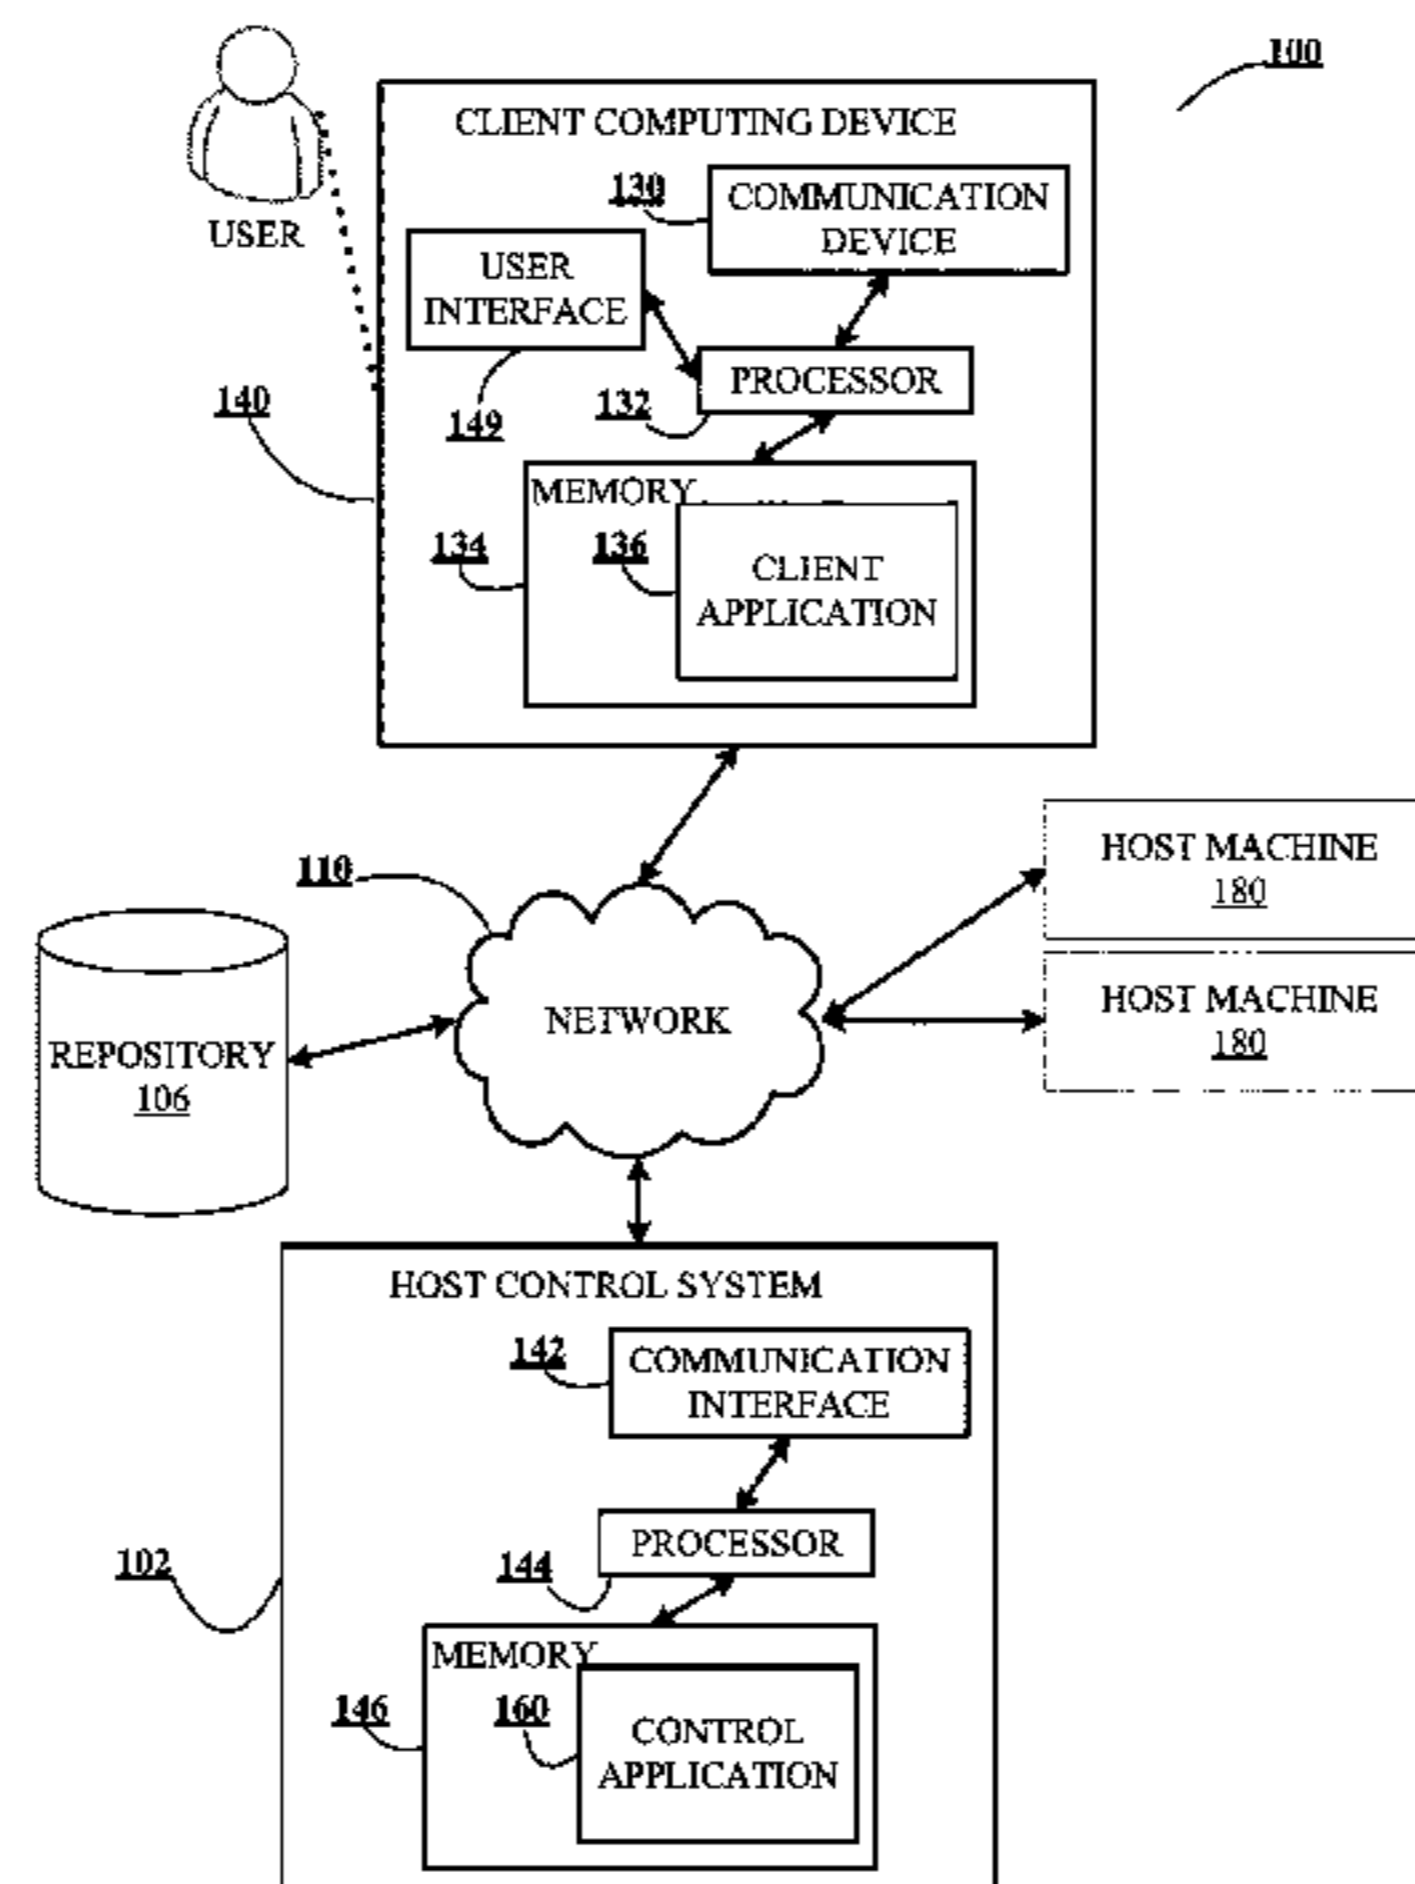 100
CLIENT COMPUTING DEVICE
130
COMMUNICATION
DEVICE
USER
USER
INTERFACE
PROCESSOR
140
132
149
MEMORY
134
136
CLIENT
APPLICATION
HOST MACHINE
180
110
HOST MACHINE
180
NETWORK
REPOSITORY
106
HOST CONTROL SYSTEM
142
COMMUNICATION
INTERFACE
PROCESSOR
102
144
MEMORY
146
160
CONTROL
APPLICATION